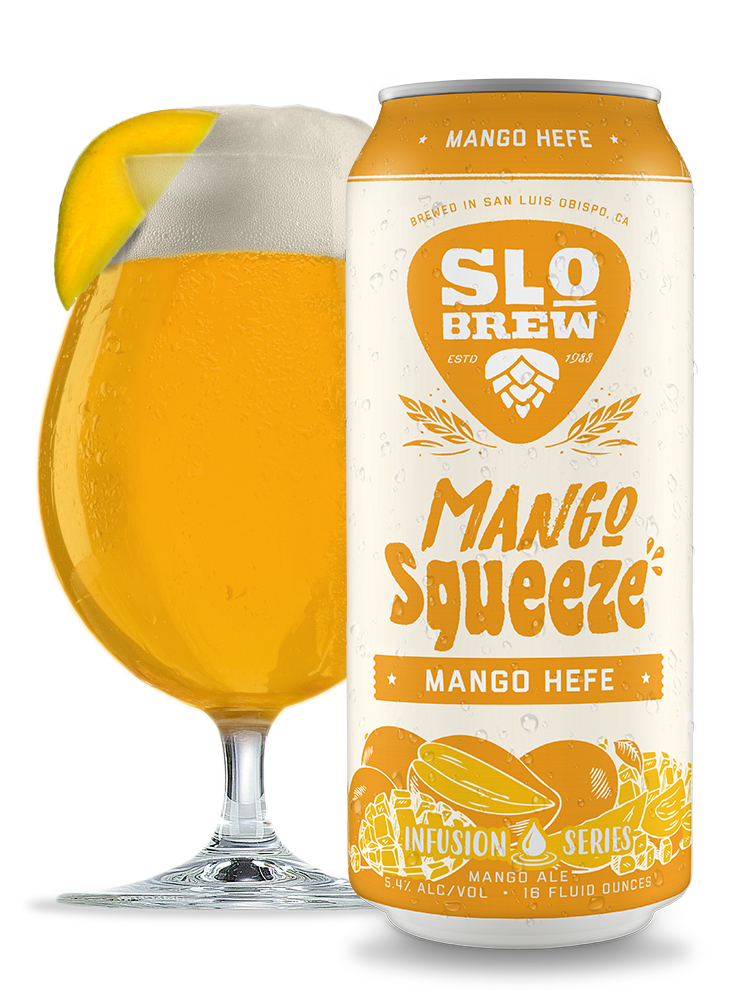 ★ MANGO HEFE ★
BREWED IN SAN LUIS OBISPO, CA
SLO
BREW
ESTD 1988
MANGO
Squeeze
★ MANGO HEFE ★
INFUSION SERIES
MANGO ALE
5.4% ALC/VOL • 16 FLUID OUNCES